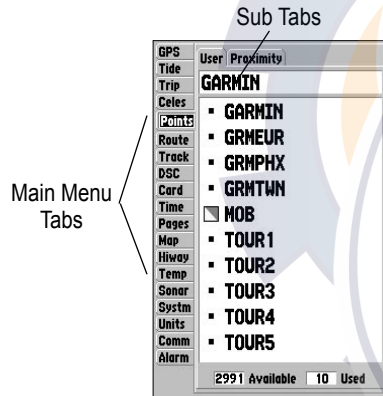 Sub Tabs
Main Menu
Tabs
GPS
Tide
Trip
Celes
Points
Route
Track
DSC
Card
Time
Pages
Map
Hiway
Temp
Sonar
Systm
Units
Comm
Alarm
User Proximity
GARMIN
GARMIN
GRMEUR
GRMPHX
GRMTWN
MOB
TOUR1
TOUR2
TOUR3
TOUR4
TOUR5
2991 Available 10 Used